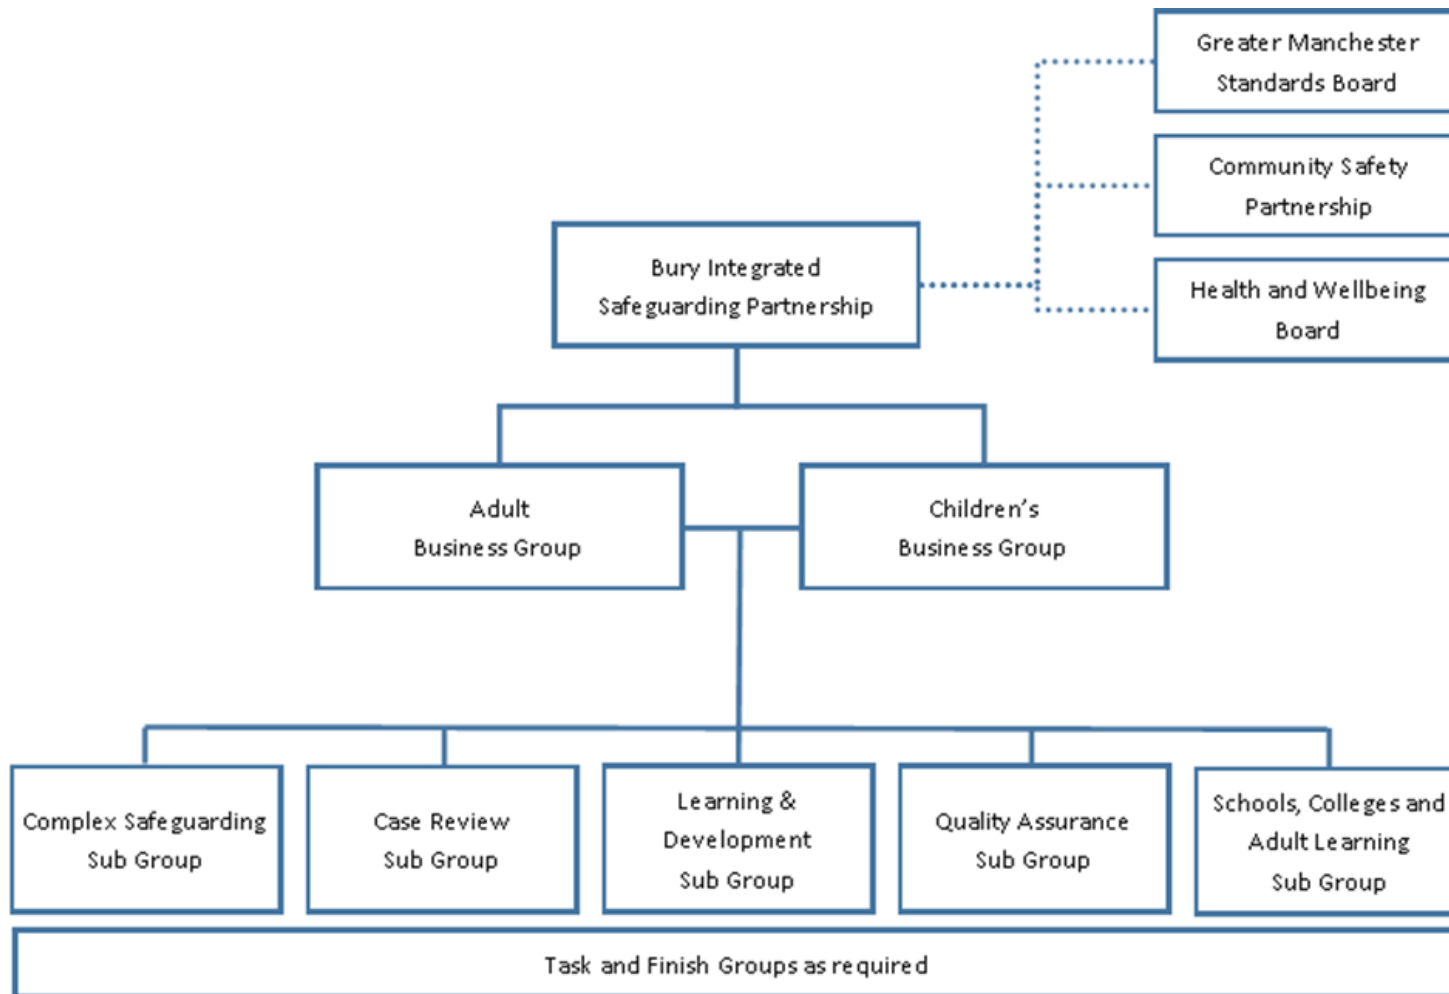 Greater Manchester
Standards Board
Community Safety
Partnership
Health and Wellbeing
Board
Bury Integrated
Safeguarding Partnership
Adult
Business Group
Children’s
Business Group
Complex Safeguarding
Sub Group
Case Review
Sub Group
Learning &
Development
Sub Group
Quality Assurance
Sub Group
Schools, Colleges and
Adult Learning
Sub Group
Task and Finish Groups as required